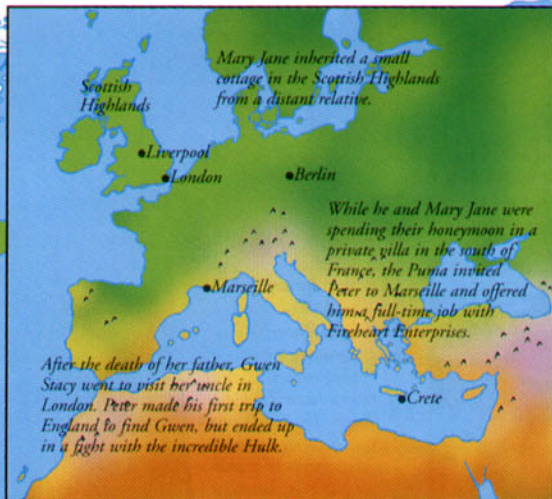 Mary Jane inherited a small
cottage in the Scottish Highlands
from a distant relative.
Scottish
Highlands
Liverpool
London
Berlin
While he and Mary Jane were
spending their honeymoon in a
private villa in the south of
France, the Puma invited
Peter to Marseille and offered
him a full-time job with
Fireheart Enterprises.
Marseille
After the death of her father, Gwen
Stacy went to visit her uncle in
London. Peter made his first trip to
England to find Gwen, but ended up
in a fight with the incredible Hulk.
Crete